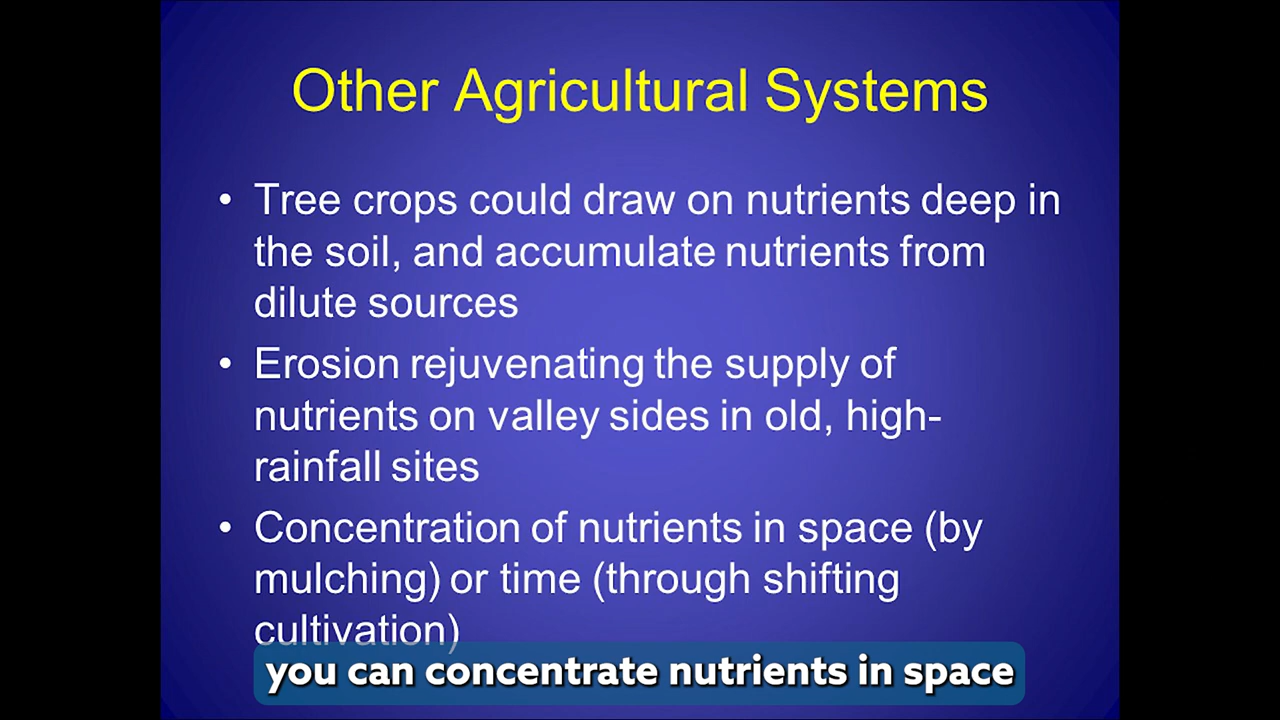 Other Agricultural Systems
• Tree crops could draw on nutrients deep in
the soil, and accumulate nutrients from
dilute sources
• Erosion rejuvenating the supply of
nutrients on valley sides in old, high-
rainfall sites
• Concentration of nutrients in space (by
mulching) or time (through shifting
cultivation)
you can concentrate nutrients in space